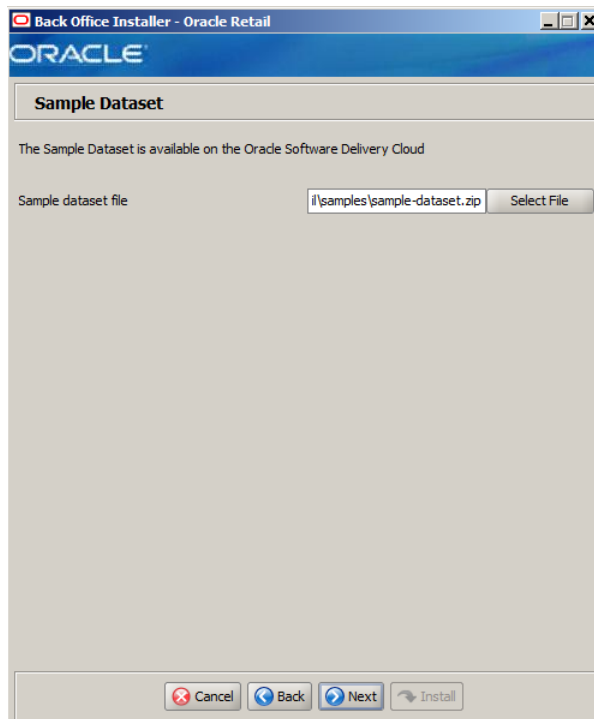 Back Office Installer - Oracle Retail
ORACLE
Sample Dataset
The Sample Dataset is available on the Oracle Software Delivery Cloud
Sample dataset file il\samples\sample-dataset.zip Select File
Cancel Back Next Install